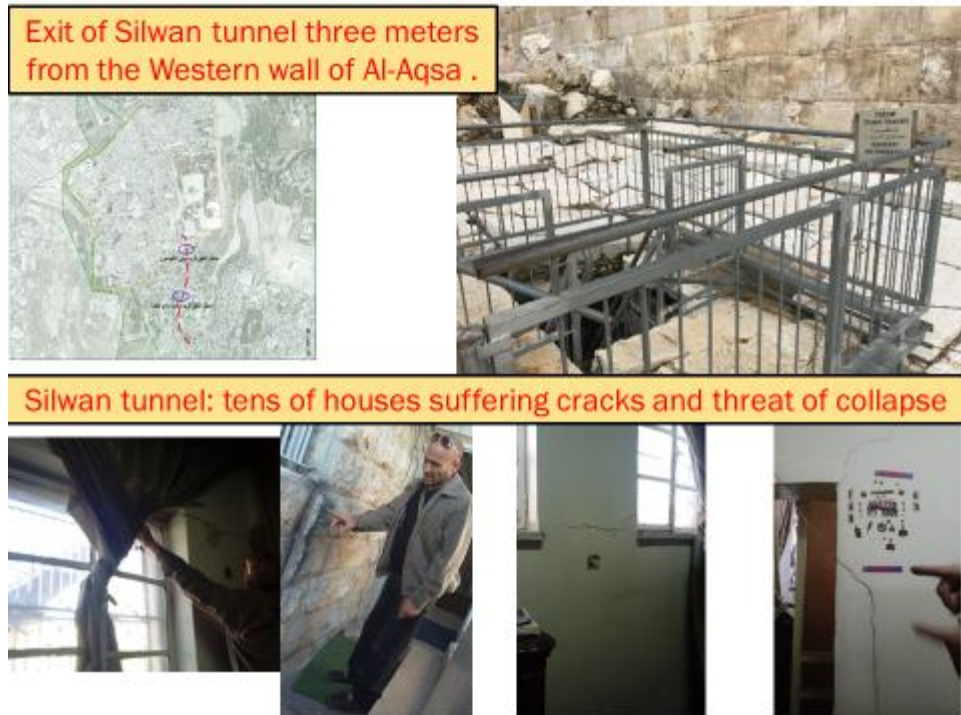 Exit of Silwan tunnel three meters
from the Western wall of Al-Aqsa .
Silwan tunnel: tens of houses suffering cracks and threat of collapse